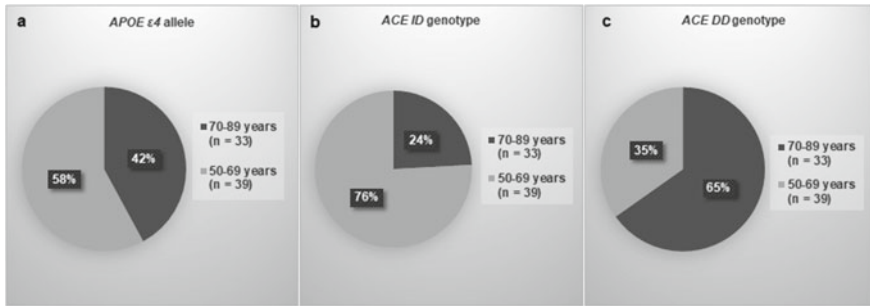 a
APOE ε4 allele
42%
58%
70-89 years
(n = 33)
50-69 years
(n = 39)
b
ACE ID genotype
24%
76%
70-89 years
(n = 33)
50-69 years
(n = 39)
c
ACE DD genotype
35%
65%
70-89 years
(n = 33)
50-69 years
(n = 39)